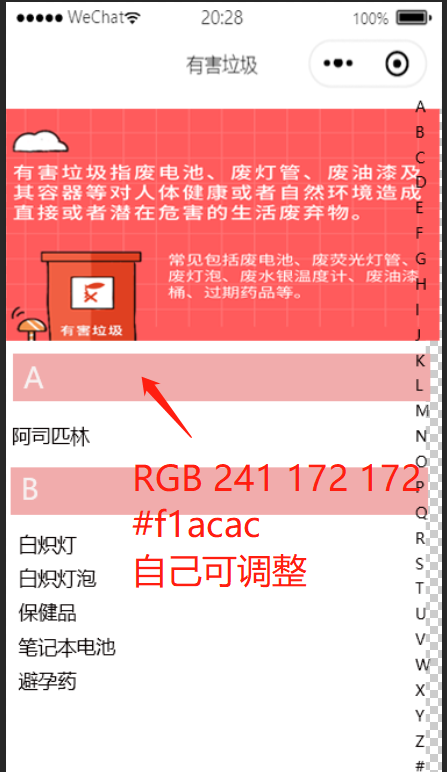 WeChat
20:28
100%
有害垃圾
有害垃圾指废电池、废灯管、废油漆及
其容器等对人体健康或者自然环境造成
直接或者潜在危害的生活废弃物。
常见包括废电池、废荧光灯管、
废灯泡、废水银温度计、废油漆
桶、过期药品等。
有害垃圾
A
阿司匹林
B
RGB 241 172 172
#f1acac
自己可调整
白炽灯
白炽灯泡
保健品
笔记本电池
避孕药
A
B
C
D
E
F
G
H
I
J
K
L
M
N
O
P
Q
R
S
T
U
V
W
X
Y
Z
#